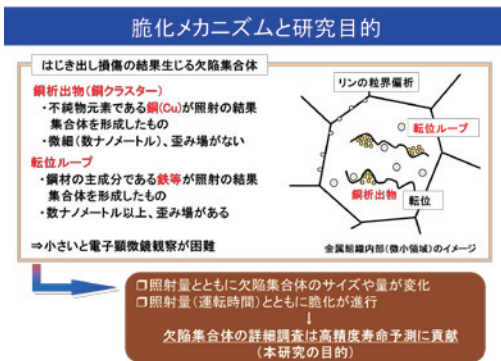 脆化メカニズムと研究目的
はじき出し損傷の結果生じる欠陥集合体
銅析出物(銅クラスター)
・不純物元素である銅(Cu)が照射の結果
集合体を形成したもの
・微細(数ナノメートル)、歪み場がない
転位ループ
・鋼材の主成分である鉄等が照射の結果
集合体を形成したもの
・数ナノメートル以上、歪み場がある
⇒小さいと電子顕微鏡観察が困難
リンの粒界偏析
転位ループ
銅析出物
転位
金属組織内部(微小領域)のイメージ
❒照射量とともに欠陥集合体のサイズや量が変化
❒照射量(運転時間)とともに脆化が進行
↓
欠陥集合体の詳細調査は高精度寿命予測に貢献
(本研究の目的)